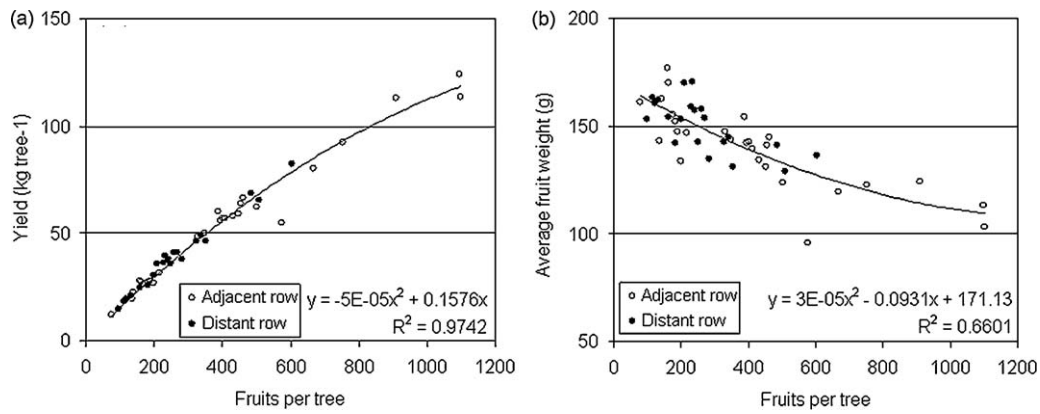 (a)
150
100
50
0
Yield (kg tree-1)
Adjacent row
Distant row
y = -5E-05x² + 0.1576x
R² = 0.9742
0 200 400 600 800 1000 1200
Fruits per tree
(b)
200
150
100
50
Average fruit weight (g)
Adjacent row
Distant row
y = 3E-05x² - 0.0931x + 171.13
R² = 0.6601
0 200 400 600 800 1000 1200
Fruits per tree